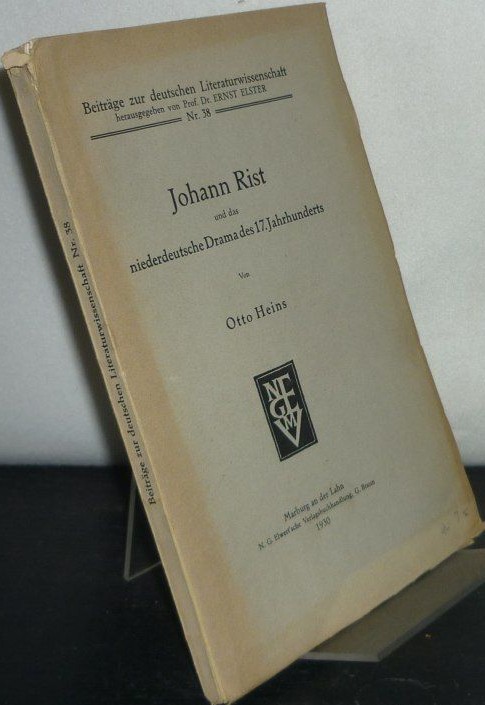 Beiträge zur deutschen Literaturwissenschaft
herausgegeben von Prof. Dr. ERNST ELSTER
Nr. 38
Johann Rist
und das
niederdeutsche Drama des 17. Jahrhunderts
Von
Otto Heins
Marburg an der Lahn
N. G. Elwert'sche Verlagsbuchhandlung, G. Braun
1930
Beiträge zur deutschen Literaturwissenschaft Nr. 38